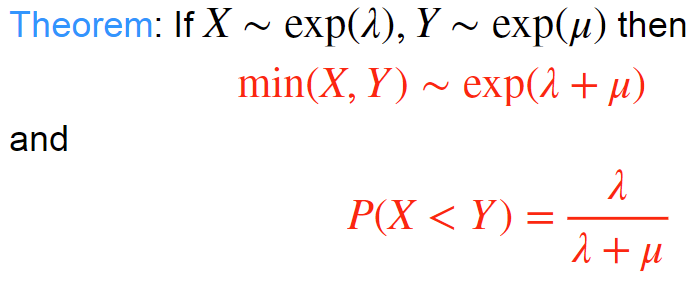 Theorem: If X ~ exp(λ), Y ~ exp(μ) then
min(X, Y) ~ exp(λ + μ)
and
P(X < Y) = λ / (λ + μ)